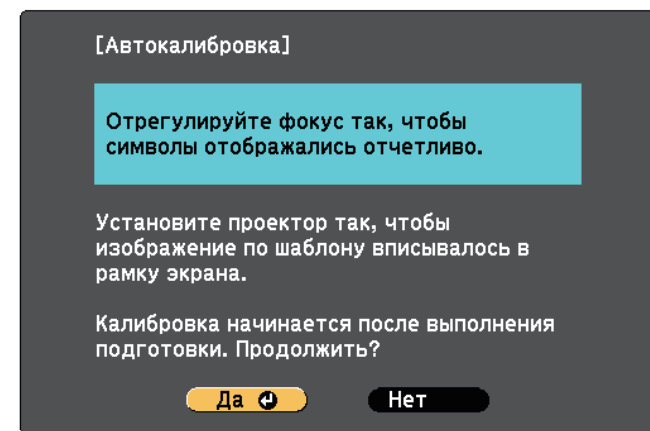 [Автокалибровка]
Отрегулируйте фокус так, чтобы
символы отображались отчетливо.
Установите проектор так, чтобы
изображение по шаблону вписывалось в
рамку экрана.
Калибровка начинается после выполнения
подготовки. Продолжить?
Да Нет